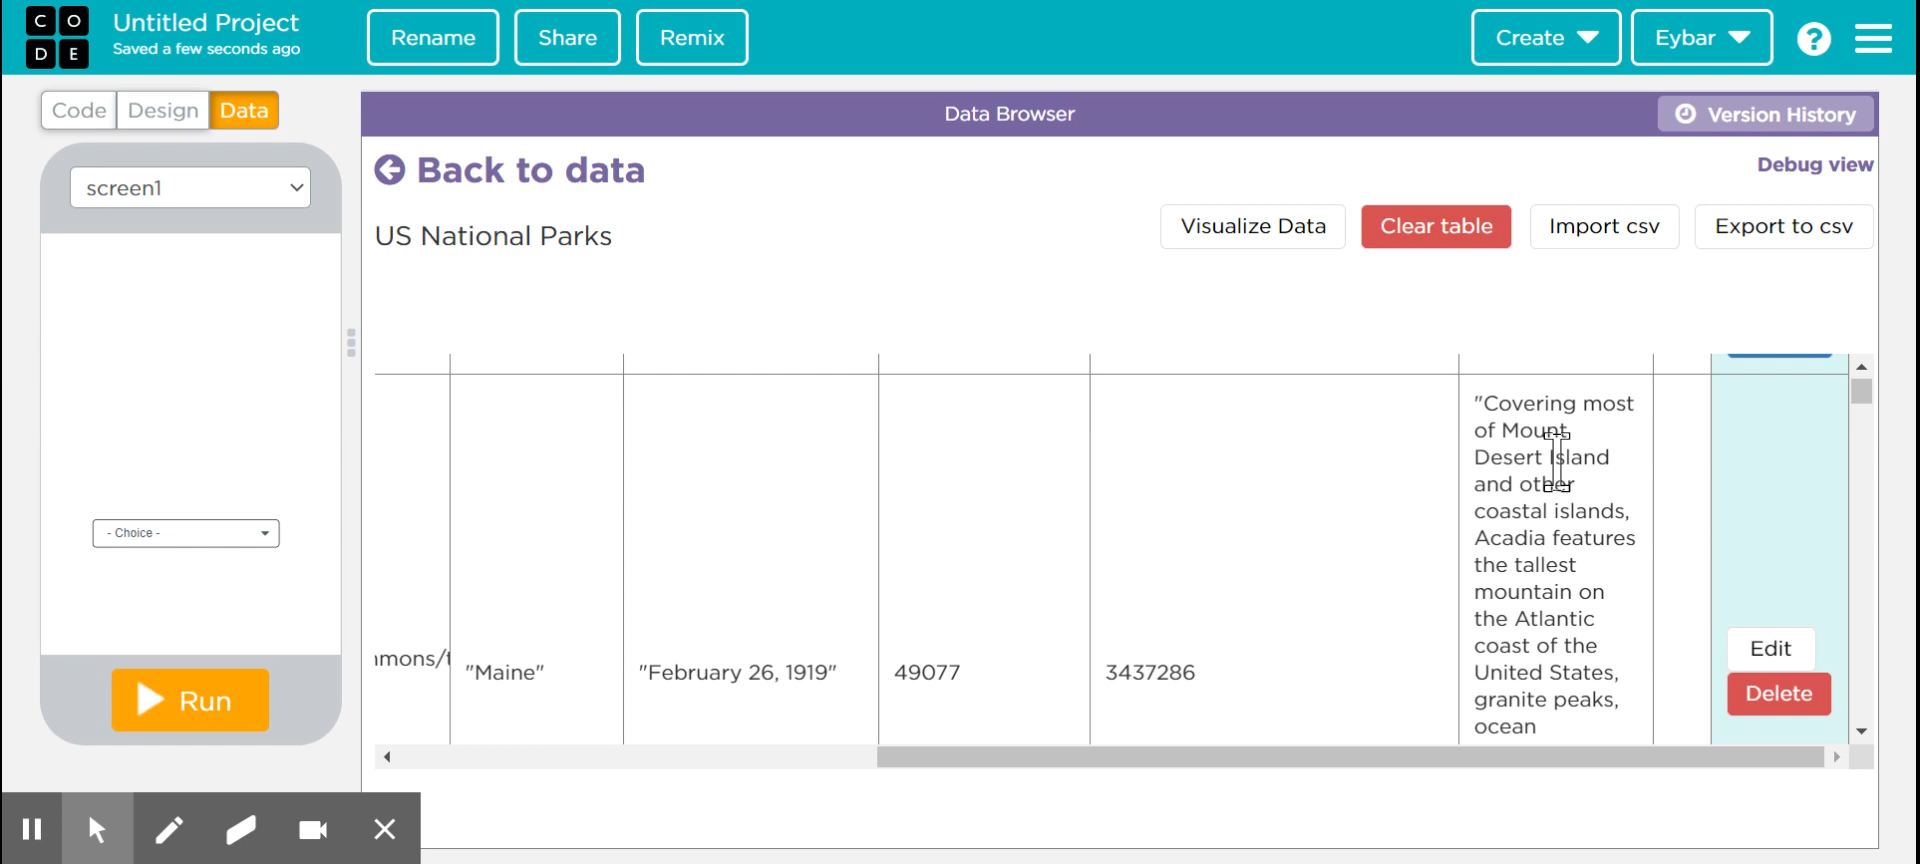 C O
D E
Untitled Project
Saved a few seconds ago
Rename
Share
Remix
Create
Eybar
?
Code
Design
Data
Data Browser
Version History
screen1
Back to data
Debug view
US National Parks
Visualize Data
Clear table
Import csv
Export to csv
"Covering most
of Mount
Desert Island
and other
coastal islands,
Acadia features
the tallest
mountain on
the Atlantic
coast of the
United States,
granite peaks,
ocean
"Maine"
"February 26, 1919"
49077
3437286
Edit
Delete
- Choice -
Run